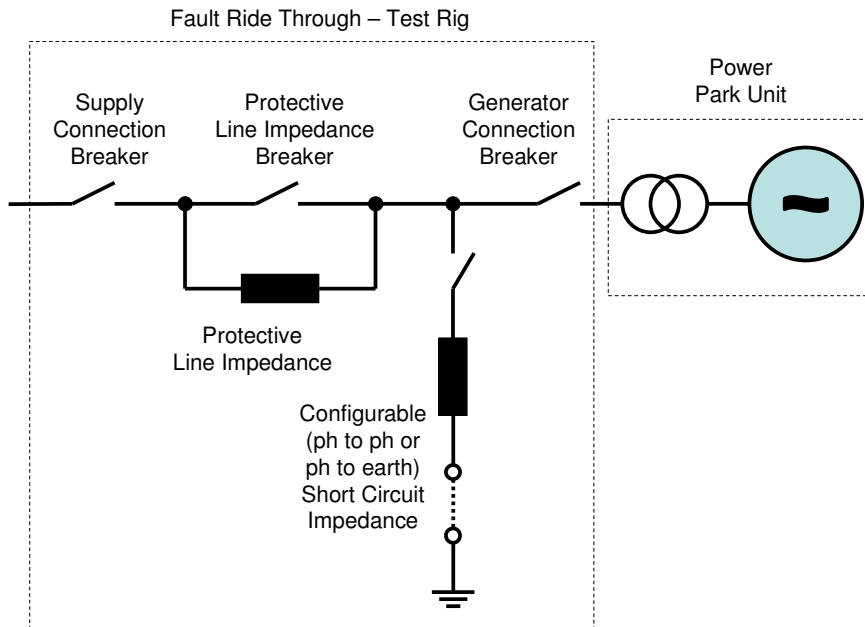 Fault Ride Through – Test Rig
Power
Park Unit
Supply
Connection
Breaker
Protective
Line Impedance
Breaker
Generator
Connection
Breaker
Protective
Line Impedance
Configurable
(ph to ph or
ph to earth)
Short Circuit
Impedance